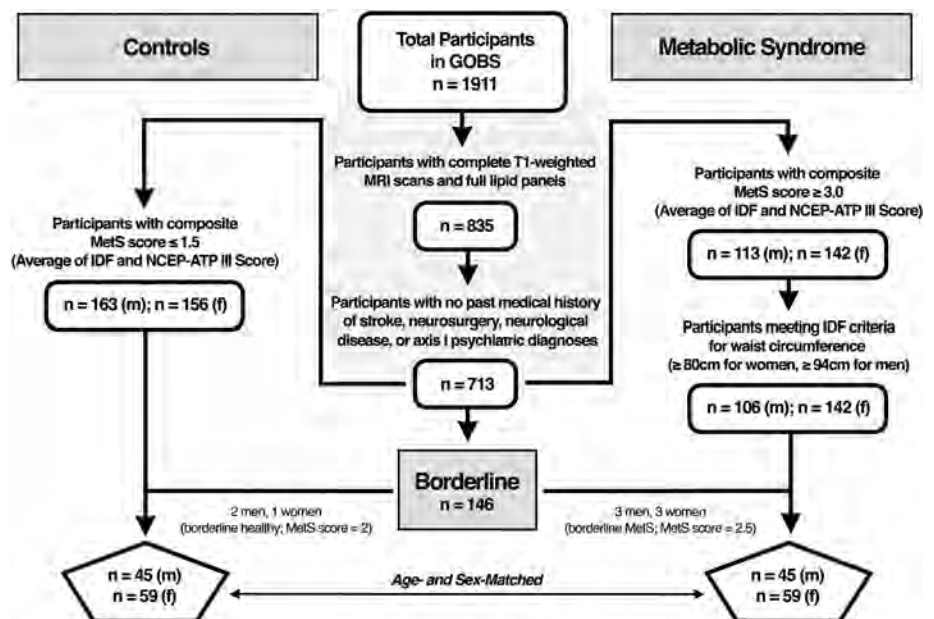 Controls
Total Participants
in GOBS
n = 1911
Metabolic Syndrome
Participants with complete T1-weighted
MRI scans and full lipid panels
n = 835
Participants with no past medical history
of stroke, neurosurgery, neurological
disease, or axis I psychiatric diagnoses
n = 713
Participants with composite
MetS score ≤ 1.5
(Average of IDF and NCEP-ATP III Score)
n = 163 (m); n = 156 (f)
Participants with composite
MetS score ≥ 3.0
(Average of IDF and NCEP-ATP III Score)
n = 113 (m); n = 142 (f)
Participants meeting IDF criteria
for waist circumference
(≥ 80cm for women, ≥ 94cm for men)
n = 106 (m); n = 142 (f)
Borderline
n = 146
2 men, 1 women
(borderline healthy; MetS score = 2)
3 men, 3 women
(borderline MetS; MetS score = 2.5)
n = 45 (m)
n = 59 (f)
Age- and Sex-Matched
n = 45 (m)
n = 59 (f)